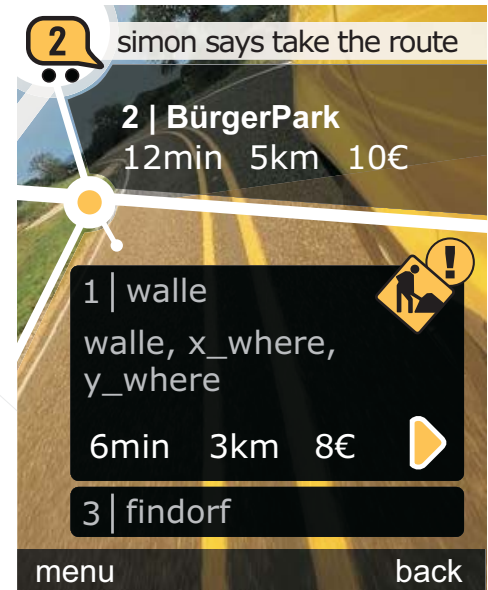 2
simon says take the route
2 | BürgerPark
12min 5km 10€
!
1 | walle
walle, x_where,
y_where
6min 3km 8€
3 | findorf
menu back